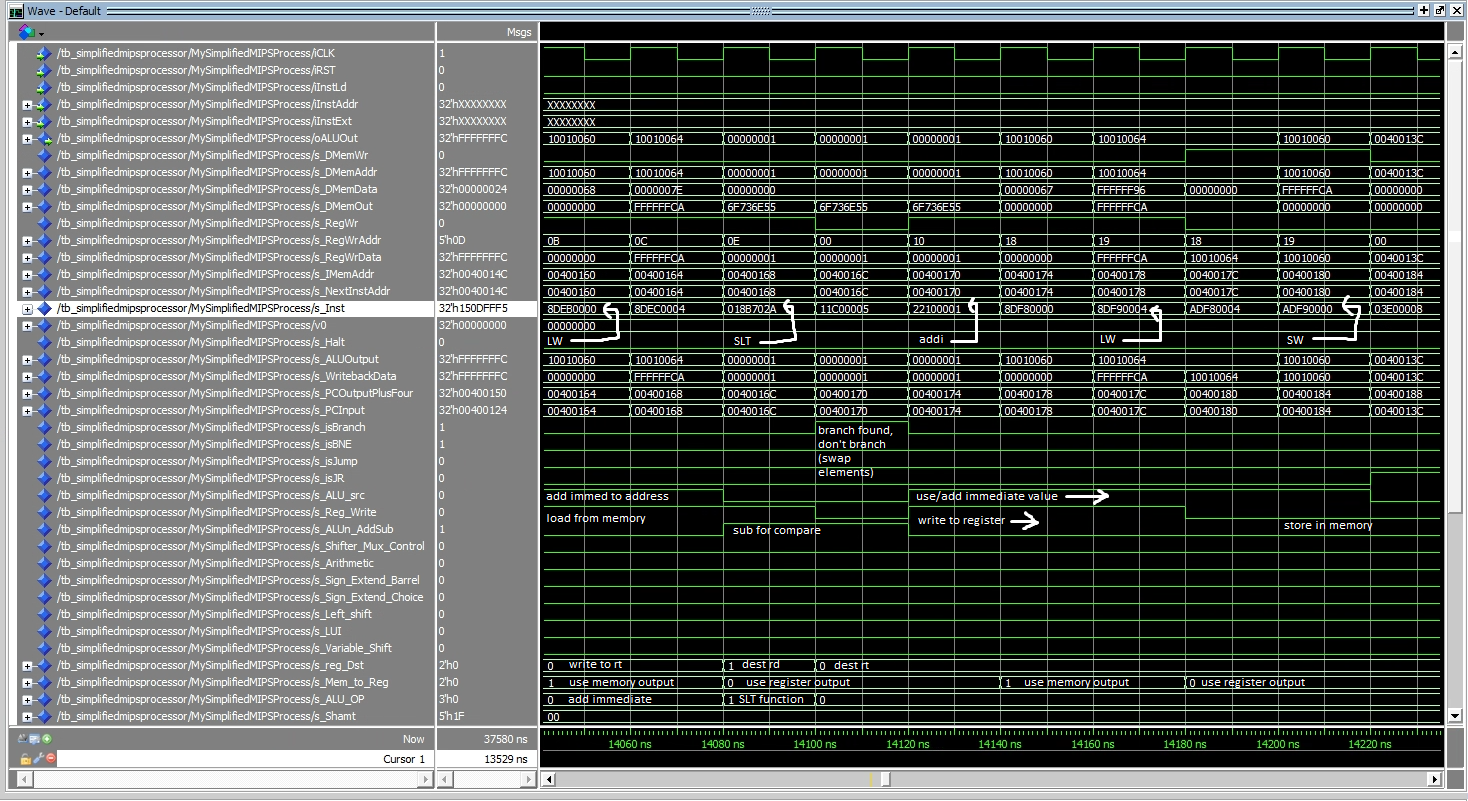 Wave - Default
Msgs
/tb_simplifiedmipsprocessor/MySimplifiedMIPSProcess/iCLK 1
/tb_simplifiedmipsprocessor/MySimplifiedMIPSProcess/iRST 0
/tb_simplifiedmipsprocessor/MySimplifiedMIPSProcess/iInstLd 0
/tb_simplifiedmipsprocessor/MySimplifiedMIPSProcess/iInstAddr 32'hXXXXXXXX XXXXXXXX
/tb_simplifiedmipsprocessor/MySimplifiedMIPSProcess/iInstExt 32'hXXXXXXXX XXXXXXXX
/tb_simplifiedmipsprocessor/MySimplifiedMIPSProcess/oALUOut 32'hFFFFFFFC 10010060 10010064 00000001 00000001 00000001 10010060 10010064 10010060 0040013C
/tb_simplifiedmipsprocessor/MySimplifiedMIPSProcess/s_DMemWr 0
/tb_simplifiedmipsprocessor/MySimplifiedMIPSProcess/s_DMemAddr 32'hFFFFFFFC 10010060 10010064 00000001 00000001 00000001 10010060 10010064 10010060 0040013C
/tb_simplifiedmipsprocessor/MySimplifiedMIPSProcess/s_DMemData 32'h00000024 00000068 0000007E 00000000 00000067 FFFFFF96 00000000 FFFFFFCA 00000000
/tb_simplifiedmipsprocessor/MySimplifiedMIPSProcess/s_DMemOut 32'h00000000 00000000 FFFFFFCA 6F736E55 6F736E55 6F736E55 00000000 FFFFFFCA 00000000 00000000
/tb_simplifiedmipsprocessor/MySimplifiedMIPSProcess/s_RegWr 0
/tb_simplifiedmipsprocessor/MySimplifiedMIPSProcess/s_RegWrAddr 5'h0D 0B 0C 0E 00 10 18 19 18 19 00
/tb_simplifiedmipsprocessor/MySimplifiedMIPSProcess/s_RegWrData 32'hFFFFFFFC 00000000 FFFFFFCA 00000001 00000001 00000001 00000000 FFFFFFCA 10010064 10010060 0040013C
/tb_simplifiedmipsprocessor/MySimplifiedMIPSProcess/s_IMemAddr 32'h0040014C 00400160 00400164 00400168 0040016C 00400170 00400174 00400178 0040017C 00400180 00400184
/tb_simplifiedmipsprocessor/MySimplifiedMIPSProcess/s_NextInstAddr 32'h0040014C 00400160 00400164 00400168 0040016C 00400170 00400174 00400178 0040017C 00400180 00400184
/tb_simplifiedmipsprocessor/MySimplifiedMIPSProcess/s_Inst 32'h150DFFF5 8DEB0000 8DEC0004 018B702A 11C00005 22100001 8DF80000 8DF90004 ADF80004 ADF90000 03E00008
/tb_simplifiedmipsprocessor/MySimplifiedMIPSProcess/v0 32'h00000000 00000000
/tb_simplifiedmipsprocessor/MySimplifiedMIPSProcess/s_Halt 0 LW SLT addi LW SW
/tb_simplifiedmipsprocessor/MySimplifiedMIPSProcess/s_ALUOutput 32'hFFFFFFFC 10010060 10010064 00000001 00000001 00000001 10010060 10010064 10010060 0040013C
/tb_simplifiedmipsprocessor/MySimplifiedMIPSProcess/s_WritebackData 32'hFFFFFFFC 00000000 FFFFFFCA 00000001 00000001 00000001 00000000 FFFFFFCA 10010064 10010060 0040013C
/tb_simplifiedmipsprocessor/MySimplifiedMIPSProcess/s_PCOutputPlusFour 32'h00400150 00400164 00400168 0040016C 00400170 00400174 00400178 0040017C 00400180 00400184 00400188
/tb_simplifiedmipsprocessor/MySimplifiedMIPSProcess/s_PCInput 32'h00400124 00400164 00400168 0040016C 00400170 00400174 00400178 0040017C 00400180 00400184 0040013C
/tb_simplifiedmipsprocessor/MySimplifiedMIPSProcess/s_isBranch 1 branch found,
/tb_simplifiedmipsprocessor/MySimplifiedMIPSProcess/s_isBNE 1 don't branch
/tb_simplifiedmipsprocessor/MySimplifiedMIPSProcess/s_isJump 0 (swap
/tb_simplifiedmipsprocessor/MySimplifiedMIPSProcess/s_isJR 0 elements)
/tb_simplifiedmipsprocessor/MySimplifiedMIPSProcess/s_ALU_src 0 add immed to address use/add immediate value
/tb_simplifiedmipsprocessor/MySimplifiedMIPSProcess/s_Reg_Write 0 load from memory write to register
/tb_simplifiedmipsprocessor/MySimplifiedMIPSProcess/s_ALUn_AddSub 1 sub for compare store in memory
/tb_simplifiedmipsprocessor/MySimplifiedMIPSProcess/s_Shifter_Mux_Control 0
/tb_simplifiedmipsprocessor/MySimplifiedMIPSProcess/s_Arithmetic 0
/tb_simplifiedmipsprocessor/MySimplifiedMIPSProcess/s_Sign_Extend_Barrel 0
/tb_simplifiedmipsprocessor/MySimplifiedMIPSProcess/s_Sign_Extend_Choice 0
/tb_simplifiedmipsprocessor/MySimplifiedMIPSProcess/s_Left_shift 0
/tb_simplifiedmipsprocessor/MySimplifiedMIPSProcess/s_LUI 0
/tb_simplifiedmipsprocessor/MySimplifiedMIPSProcess/s_Variable_Shift 0
/tb_simplifiedmipsprocessor/MySimplifiedMIPSProcess/s_reg_Dst 2'h0 0 write to rt 1 dest rd 0 dest rt
/tb_simplifiedmipsprocessor/MySimplifiedMIPSProcess/s_Mem_to_Reg 2'h0 1 use memory output 0 use register output 1 use memory output 0 use register output
/tb_simplifiedmipsprocessor/MySimplifiedMIPSProcess/s_ALU_OP 3'h0 0 add immediate 1 SLT function 0
/tb_simplifiedmipsprocessor/MySimplifiedMIPSProcess/s_Shamt 5'h1F 00
Now 37580 ns 14060 ns 14080 ns 14100 ns 14120 ns 14140 ns 14160 ns 14180 ns 14200 ns 14220 ns
Cursor 1 13529 ns